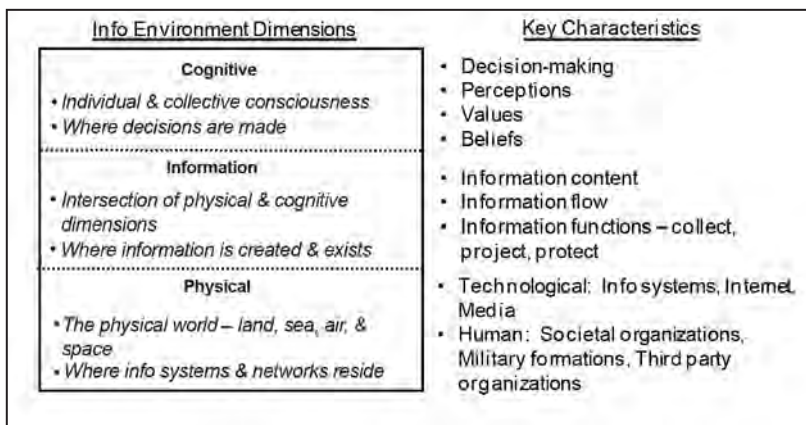 Info Environment Dimensions
Cognitive
• Individual & collective consciousness
• Where decisions are made
Information
• Intersection of physical & cognitive
dimensions
• Where information is created & exists
Physical
• The physical world – land, sea, air, &
space
• Where info systems & networks reside
Key Characteristics
• Decision-making
• Perceptions
• Values
• Beliefs
• Information content
• Information flow
• Information functions – collect,
project, protect
• Technological: Info systems, Internet,
Media
• Human: Societal organizations,
Military formations, Third party
organizations